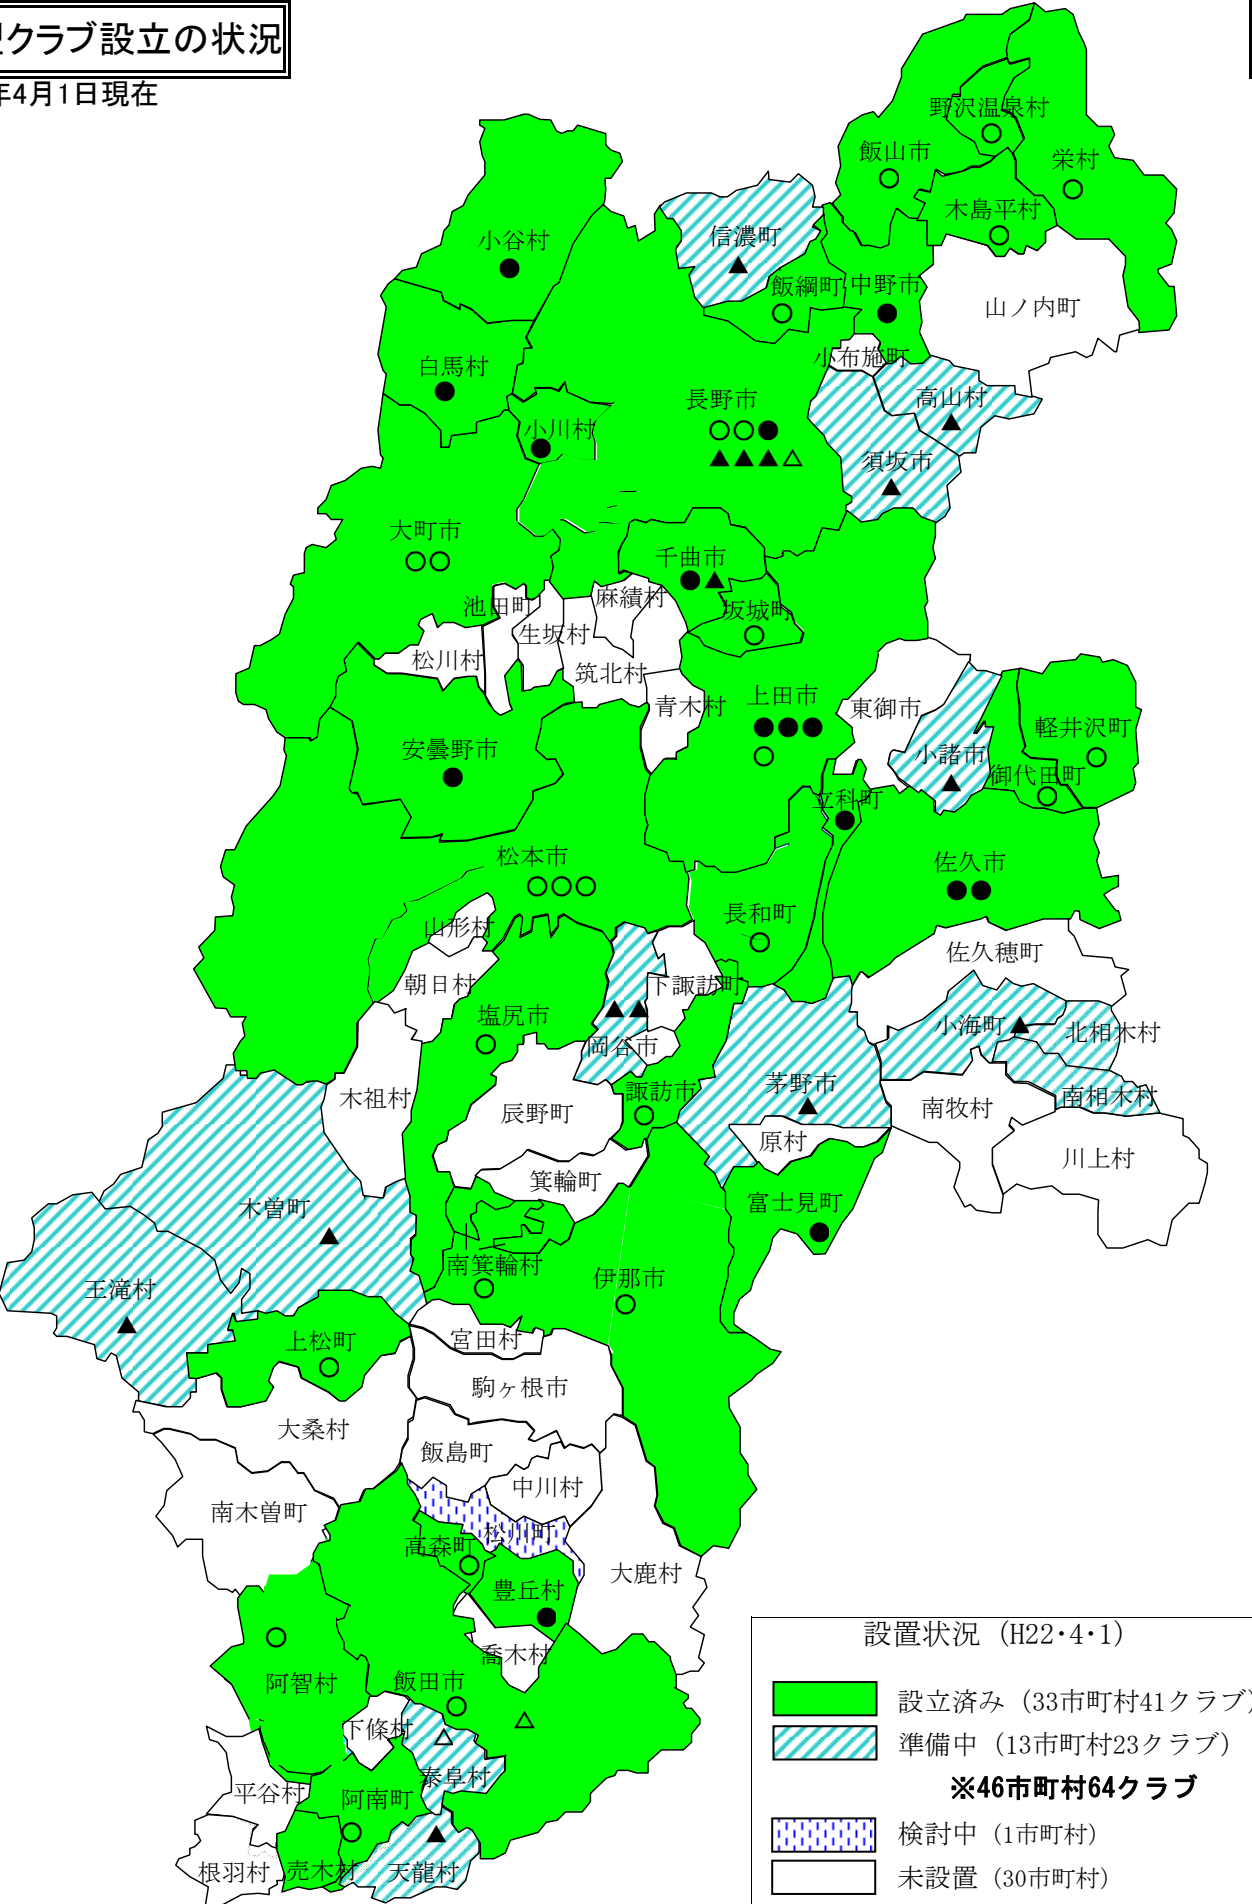 型クラブ設立の状況
年4月1日現在
野沢温泉村
飯山市
栄村
木島平村
小谷村
信濃町
飯綱町
中野市
山ノ内町
小布施町
白馬村
長野市
高山村
小川村
須坂市
大町市
千曲市
麻績村
池田町
坂城町
生坂村
松川村
筑北村
青木村
上田市
東御市
軽井沢町
安曇野市
小諸市
御代田町
立科町
松本市
佐久市
長和町
山形村
佐久穂町
朝日村
下諏訪町
塩尻市
小海町
北相木村
岡谷市
茅野市
諏訪市
南相木村
木祖村
辰野町
南牧村
原村
川上村
箕輪町
富士見町
木曽町
南箕輪村
伊那市
王滝村
上松町
宮田村
駒ヶ根市
大桑村
飯島町
中川村
南木曽町
松川町
高森町
大鹿村
豊丘村
喬木村
阿智村
飯田市
下條村
泰阜村
平谷村
阿南町
根羽村
売木村
天龍村
設置状況（H22・4・1）
設立済み（33市町村41クラブ）
準備中（13市町村23クラブ）
※46市町村64クラブ
検討中（1市町村）
未設置（30市町村）